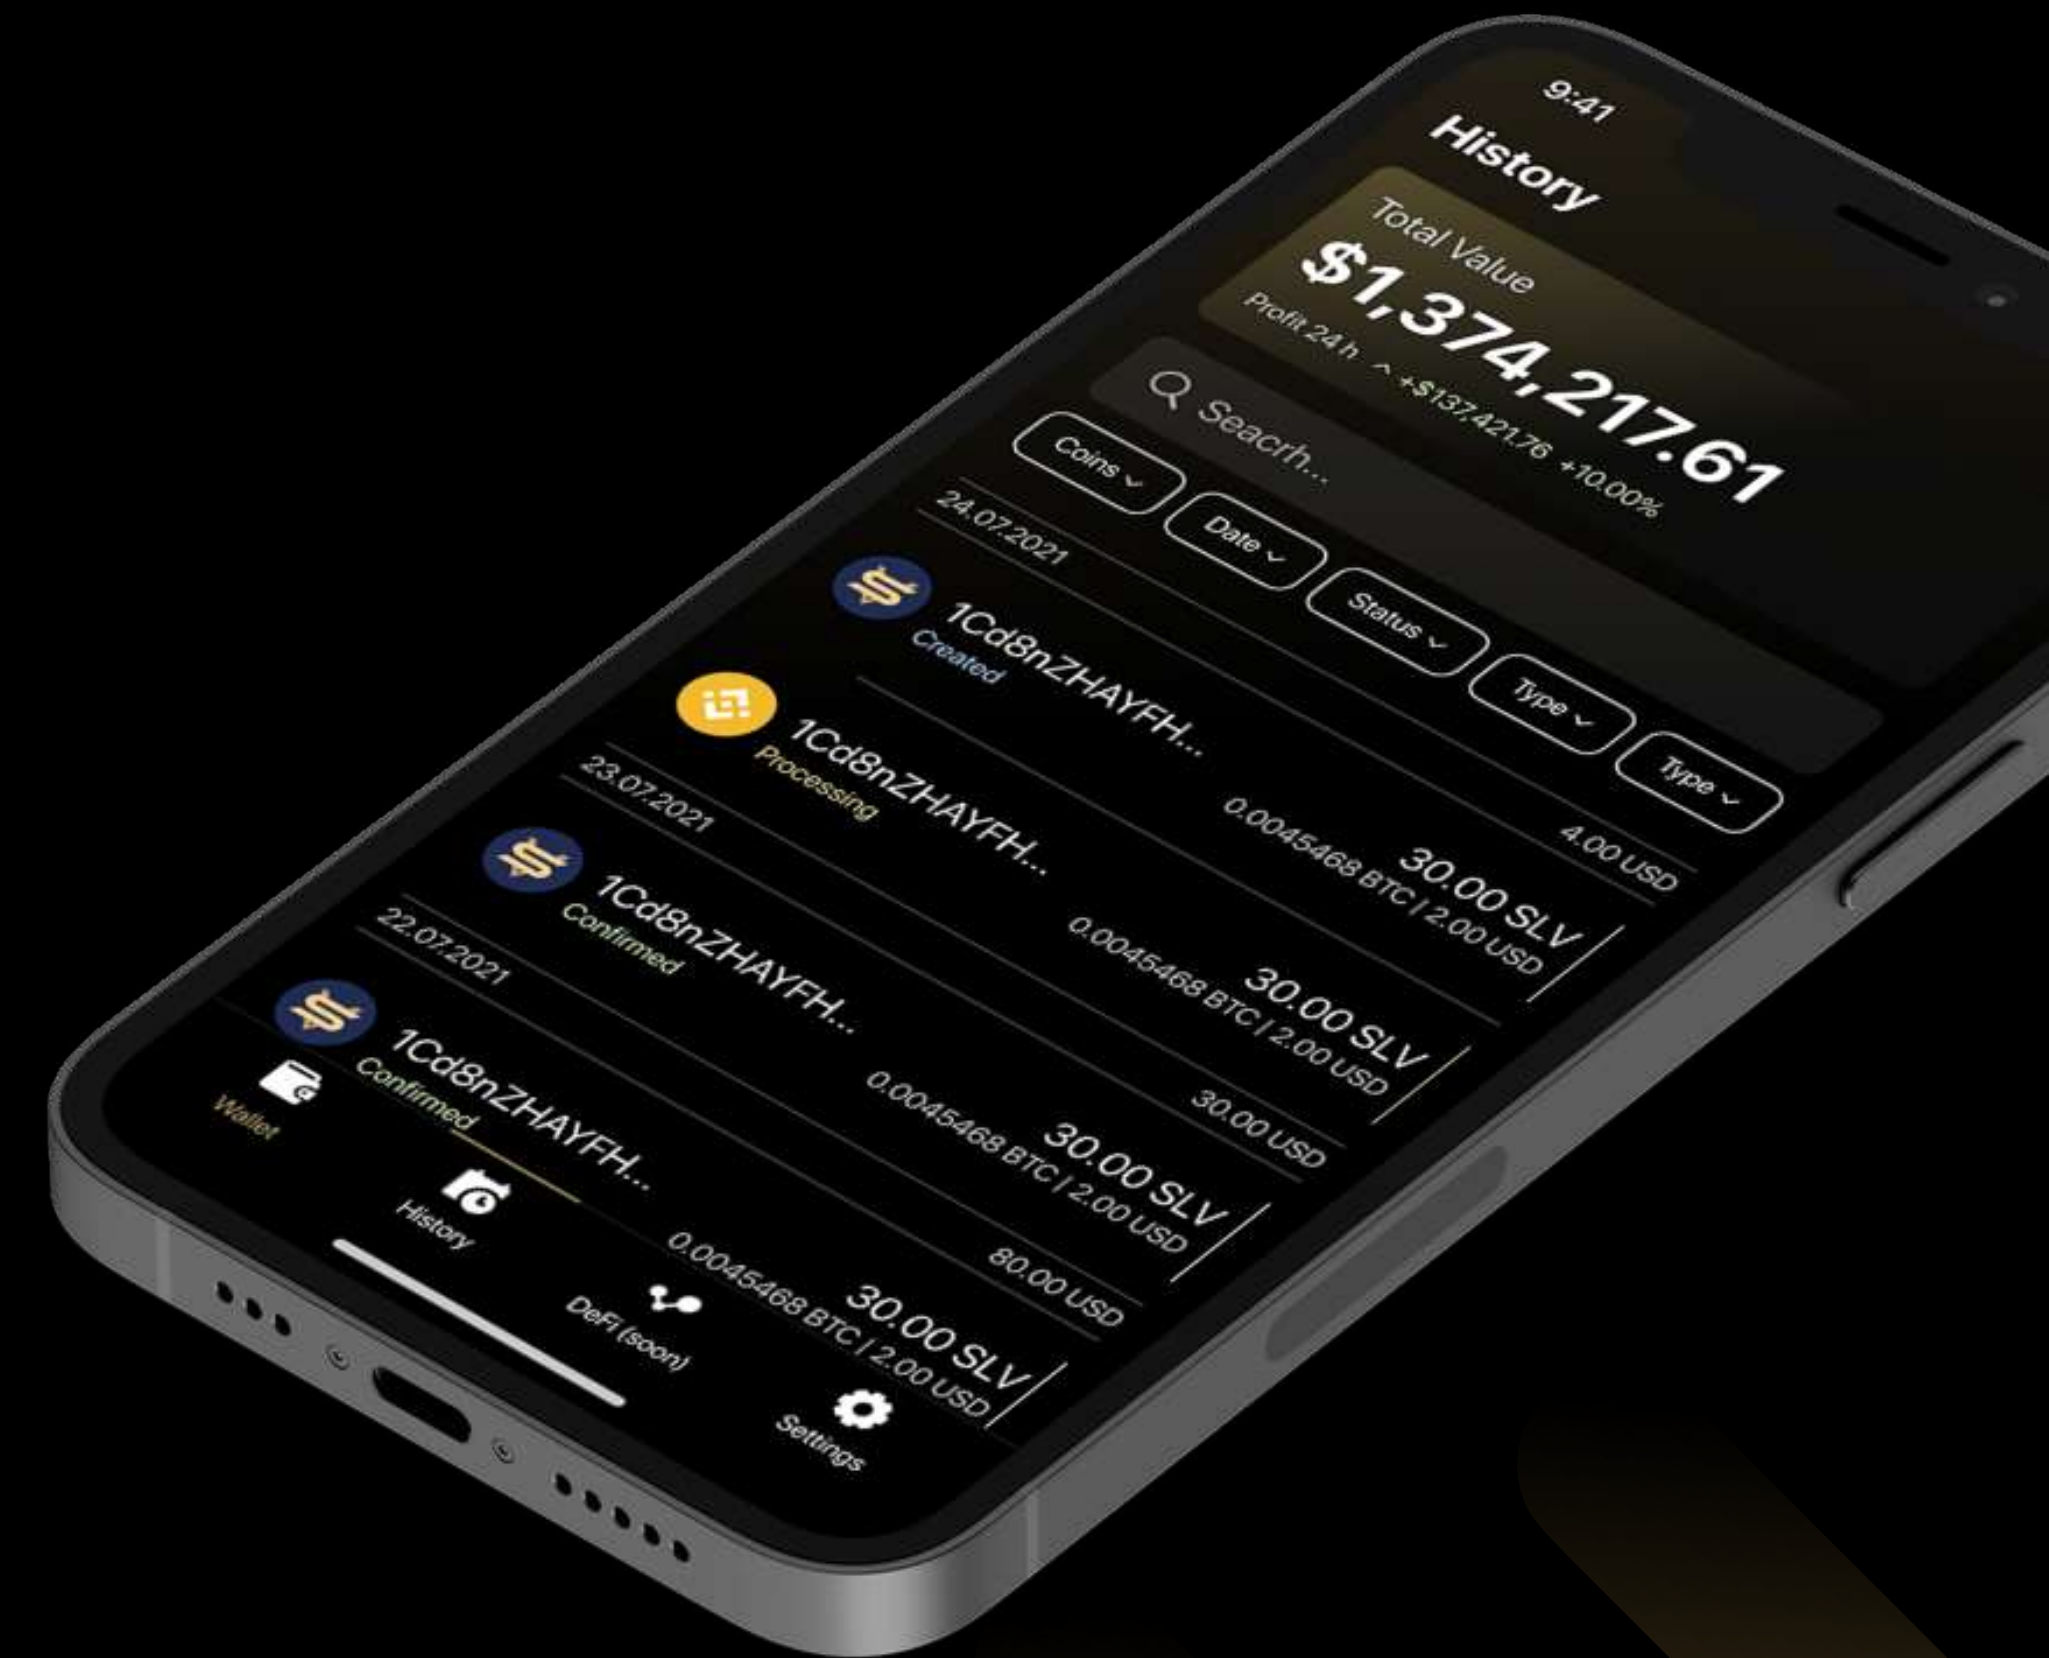 9:41
History
Total Value
$1,374,217.61
Profit 24 h ^ +$137,421.76 +10.00%
Seacrh...
Coins Date Status Type Type
24.07.2021 4.00 USD
1Cd8nZHAYFH... 30.00 SLV
Created 0.0045468 BTC | 2.00 USD
1Cd8nZHAYFH... 30.00 SLV
Processing 0.0045468 BTC | 2.00 USD
23.07.2021 30.00 USD
1Cd8nZHAYFH... 30.00 SLV
Confirmed 0.0045468 BTC | 2.00 USD
22.07.2021 80.00 USD
1Cd8nZHAYFH... 30.00 SLV
Confirmed 0.0045468 BTC | 2.00 USD
Wallet History DeFi (soon) Settings